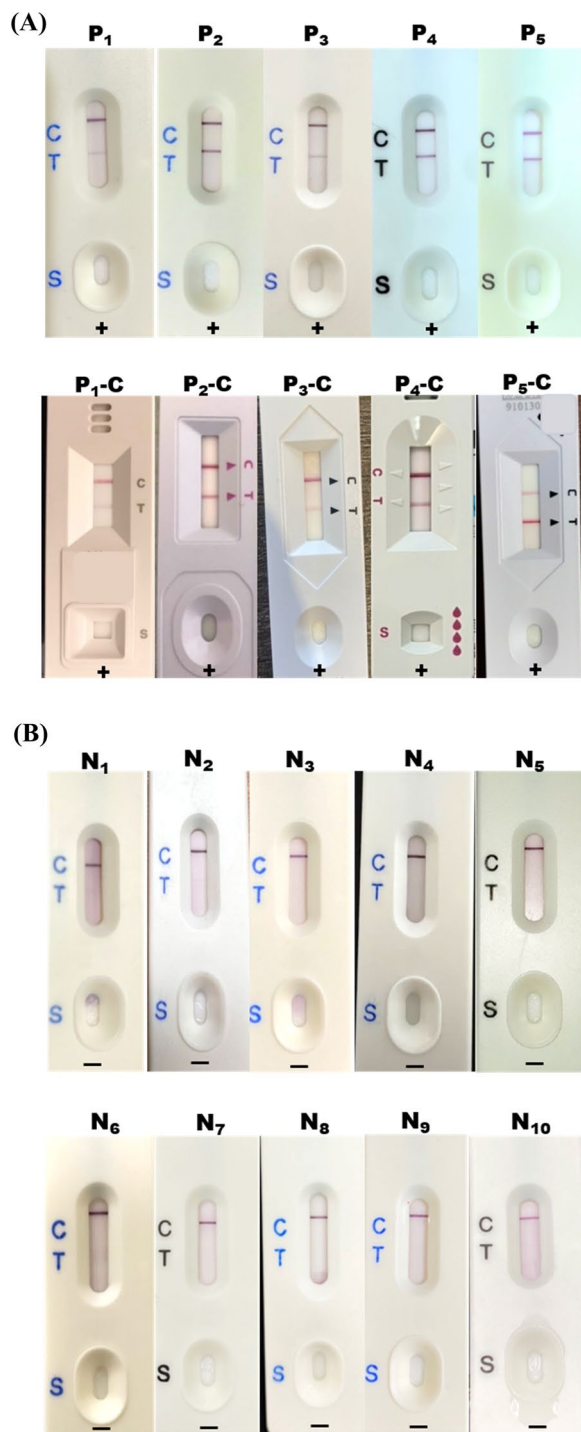 (A)
P₁ P₂ P₃ P₄ P₅
C C C C C
T T T T T
S S S S S
+ + + + +
P₁-C P₂-C P₃-C P₄-C P₅-C
910130
C C C C C
T T T T T
S S
+ + + + +
(B)
N₁ N₂ N₃ N₄ N₅
C C C C C
T T T T T
S S S S S
− − − − −
N₆ N₇ N₈ N₉ N₁₀
C C C C C
T T T T T
S S S S S
− − − − −